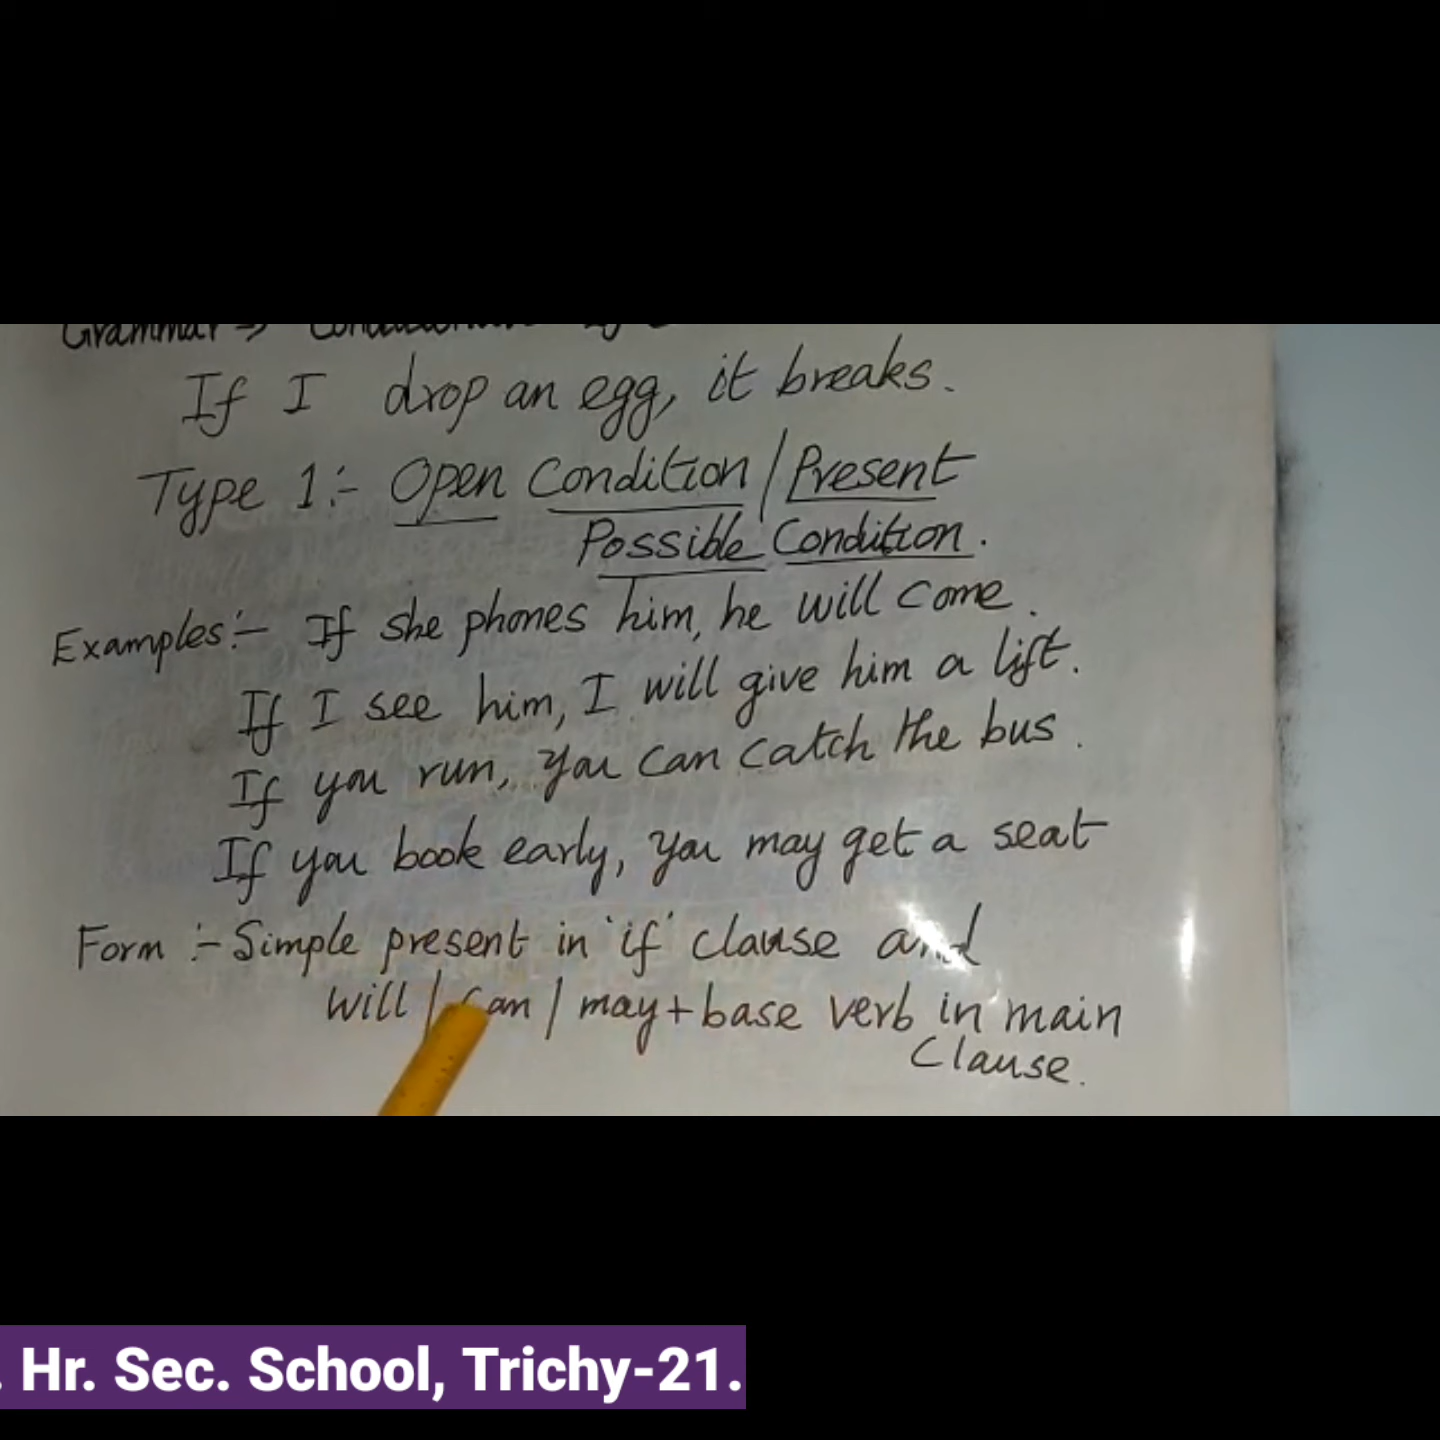 Grammar →
If I drop an egg, it breaks.
Type 1:- Open Condition / Present
Possible Condition.
Examples:- If she phones him, he will come.
If I see him, I will give him a lift.
If you run, you can catch the bus.
If you book early, you may get a seat
Form :- Simple present in 'if' clause and
will / can / may + base verb in main
Clause.
. Hr. Sec. School, Trichy-21.